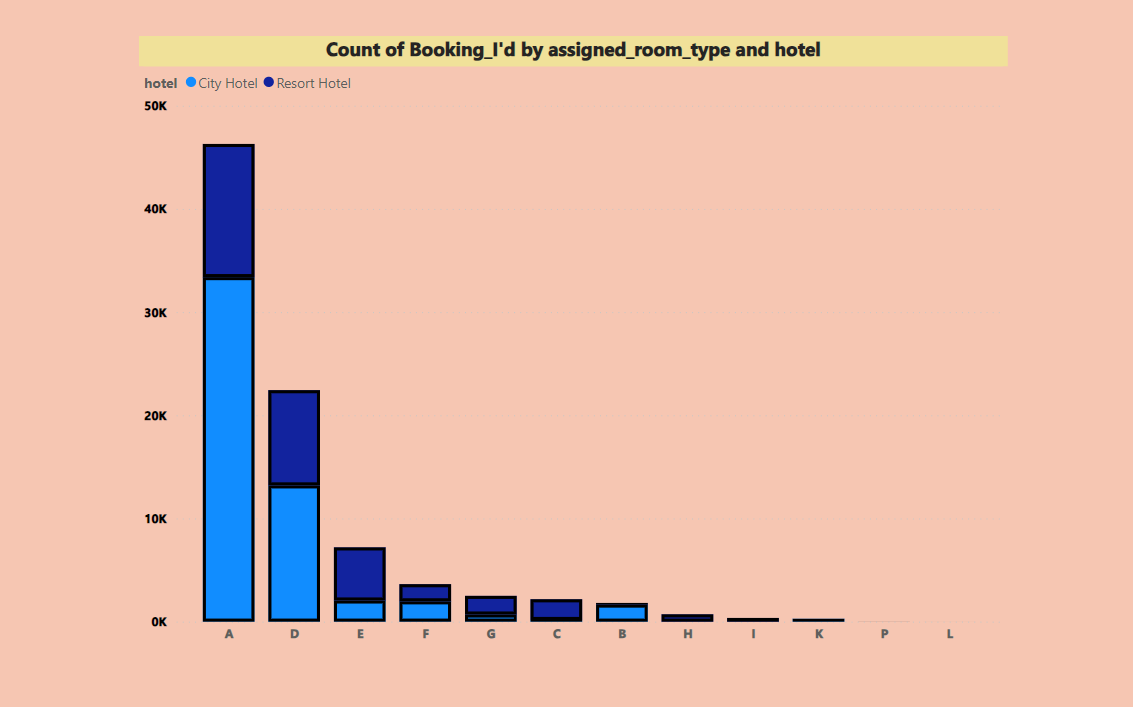 Count of Booking_I'd by assigned_room_type and hotel
hotel City Hotel Resort Hotel
50K
40K
30K
20K
10K
0K
A D E F G C B H I K P L